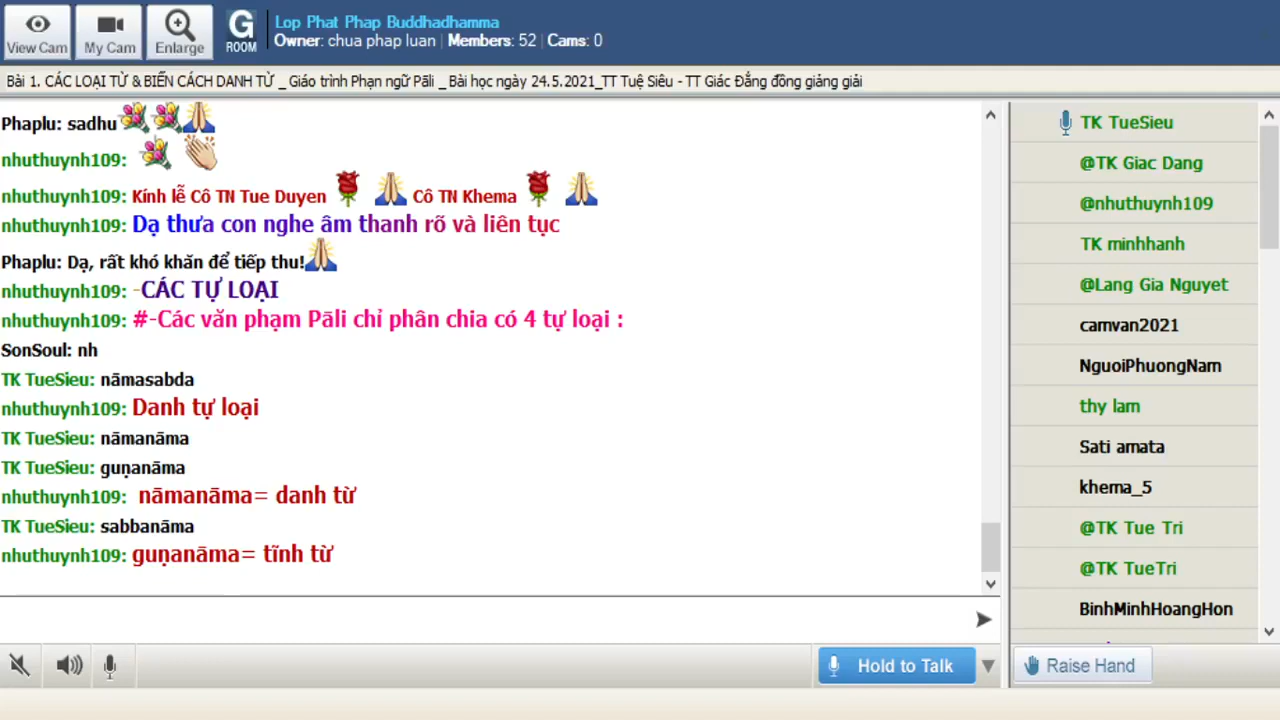 View Cam
My Cam
Enlarge
G ROOM
Lop Phat Phap Buddhadhamma
Owner: chua phap luan | Members: 52 | Cams: 0
Bài 1. CÁC LOẠI TỪ & BIẾN CÁCH DANH TỪ _ Giáo trình Phạn ngữ Pāli _ Bài học ngày 24.5.2021_TT Tuệ Siêu - TT Giác Đẳng đồng giảng giải
Phaplu: sadhu
nhuthuynh109:
nhuthuynh109: Kính lễ Cô TN Tue Duyen Cô TN Khema
nhuthuynh109: Dạ thưa con nghe âm thanh rõ và liên tục
Phaplu: Dạ, rất khó khăn để tiếp thu!
nhuthuynh109: -CÁC TỰ LOẠI
nhuthuynh109: #-Các văn phạm Pāli chỉ phân chia có 4 tự loại :
SonSoul: nh
TK TueSieu: nāmasabda
nhuthuynh109: Danh tự loại
TK TueSieu: nāmanāma
TK TueSieu: guṇanāma
nhuthuynh109: nāmanāma= danh từ
TK TueSieu: sabbanāma
nhuthuynh109: guṇanāma= tĩnh từ
TK TueSieu
@TK Giac Dang
@nhuthuynh109
TK minhhanh
@Lang Gia Nguyet
camvan2021
NguoiPhuongNam
thy lam
Sati amata
khema_5
@TK Tue Tri
@TK TueTri
BinhMinhHoangHon
Hold to Talk
Raise Hand